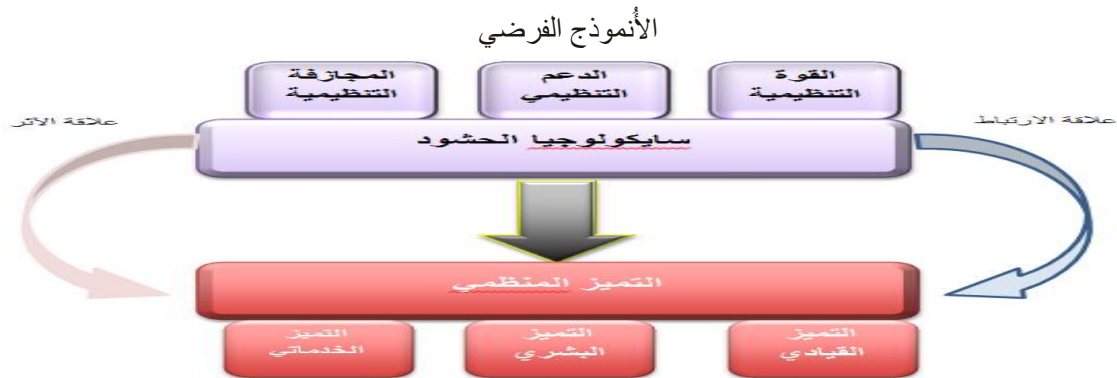 الأُنموذج الفرضي
القوة
التنظيمية
الدعم
التنظيمي
المجازفة
التنظيمية
علاقة الارتباط
سايكولوجيا الحشود
علاقة الاثر
التميز المنظمي
التميز
القيادي
التميز
البشري
التميز
الخدماتي